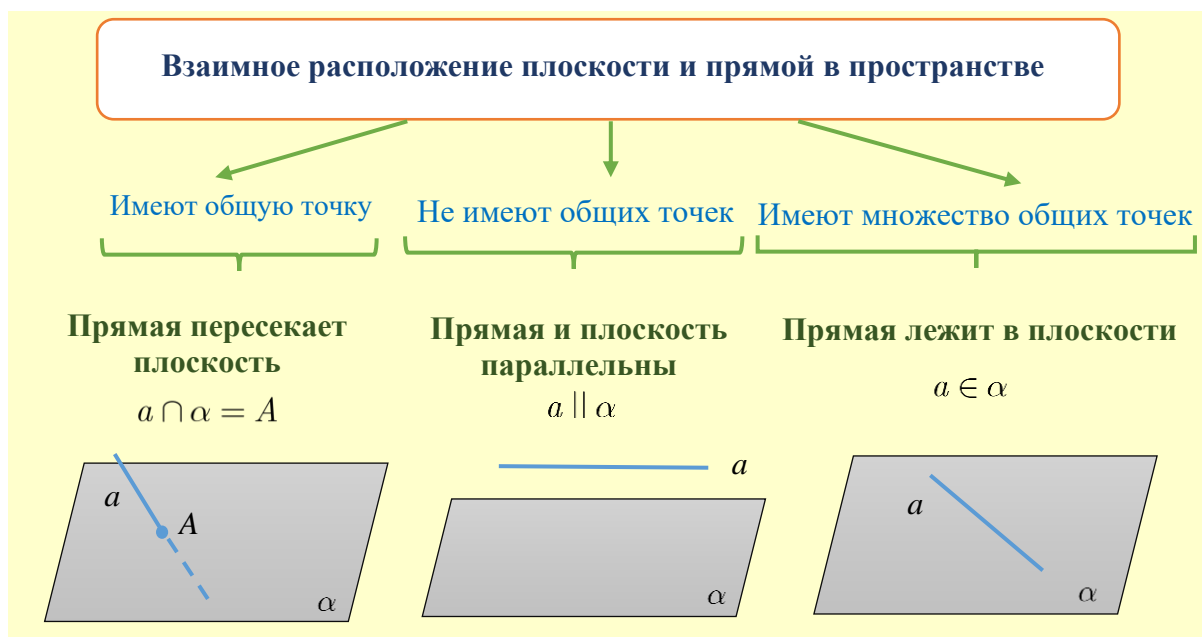 Взаимное расположение плоскости и прямой в пространстве
Имеют общую точку
Не имеют общих точек
Имеют множество общих точек
Прямая пересекает
плоскость
a ∩ α = A
Прямая и плоскость
параллельны
a || α
Прямая лежит в плоскости
a ∈ α
a
A
α
a
α
a
α